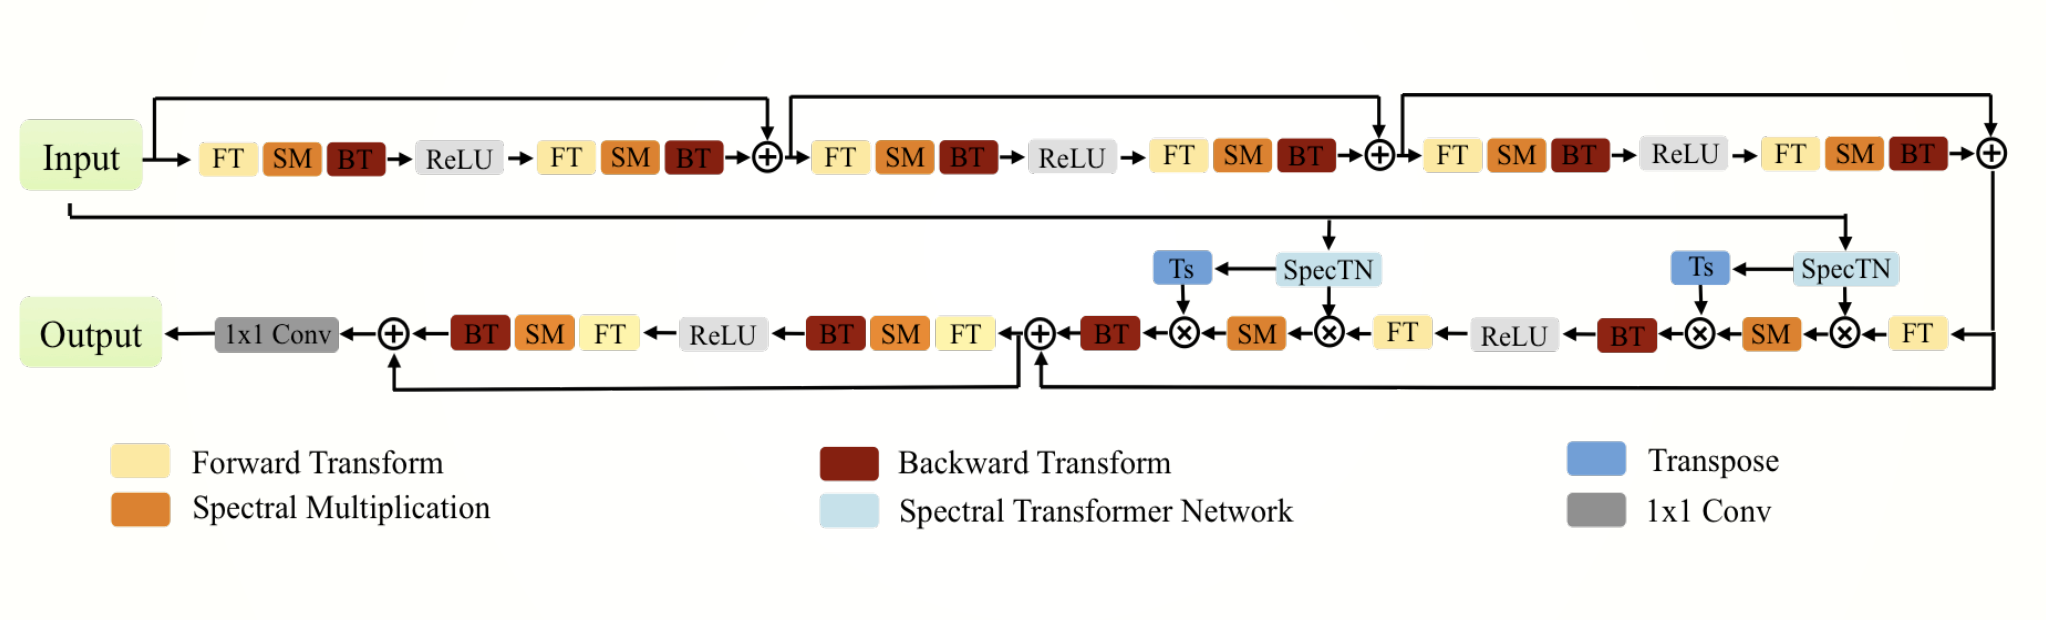 Input FT SM BT ReLU FT SM BT FT SM BT ReLU FT SM BT FT SM BT ReLU FT SM BT
Ts SpecTN Ts SpecTN
Output 1x1 Conv BT SM FT ReLU BT SM FT BT SM FT ReLU BT SM FT
Forward Transform Backward Transform Transpose
Spectral Multiplication Spectral Transformer Network 1x1 Conv